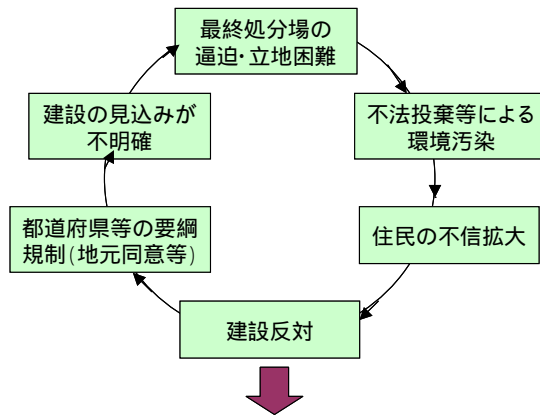 最終処分場の
逼迫・立地困難
不法投棄等による
環境汚染
住民の不信拡大
建設反対
都道府県等の要綱
規制(地元同意等)
建設の見込みが
不明確